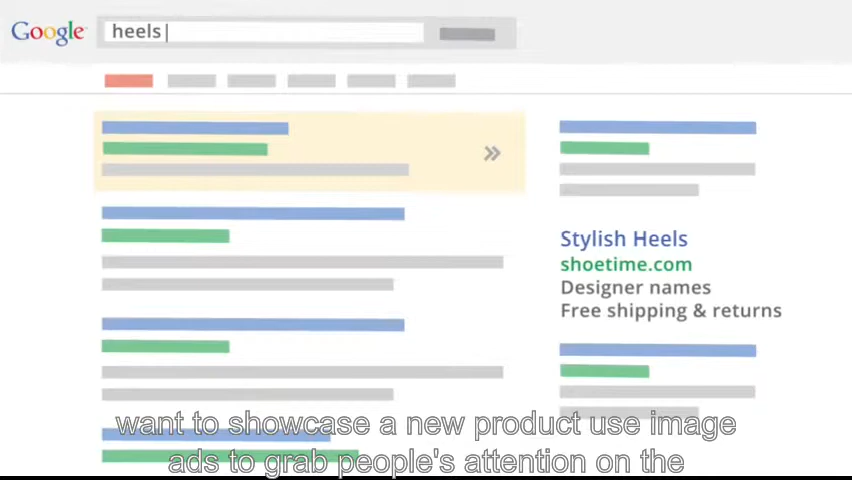 Google
heels
Stylish Heels
shoetime.com
Designer names
Free shipping & returns
want to showcase a new product use image
ads to grab people's attention on the